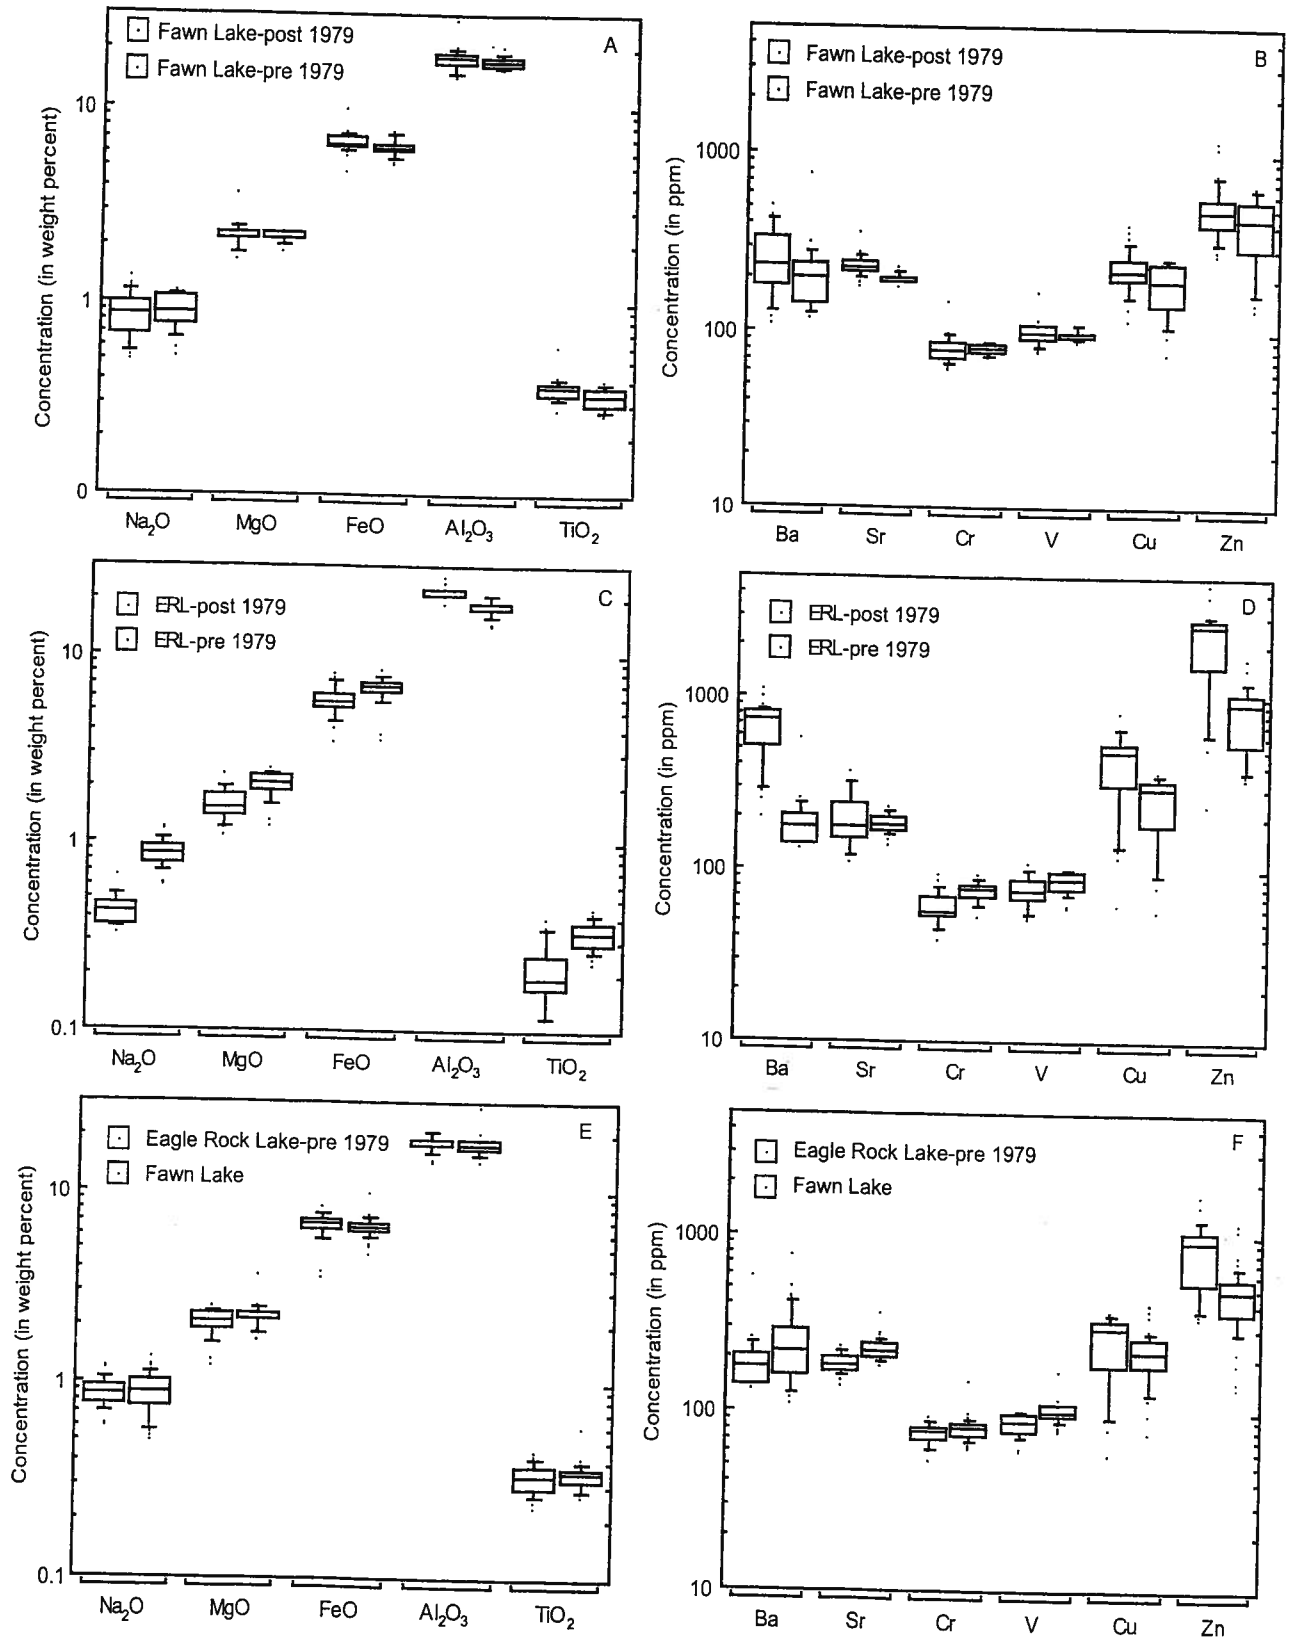 Fawn Lake-post 1979
Fawn Lake-pre 1979
A
Concentration (in weight percent)
10
1
0
Na₂O MgO FeO Al₂O₃ TiO₂
Fawn Lake-post 1979
Fawn Lake-pre 1979
B
Concentration (in ppm)
1000
100
10
Ba Sr Cr V Cu Zn
ERL-post 1979
ERL-pre 1979
C
Concentration (in weight percent)
10
1
0.1
Na₂O MgO FeO Al₂O₃ TiO₂
ERL-post 1979
ERL-pre 1979
D
Concentration (in ppm)
1000
100
10
Ba Sr Cr V Cu Zn
Eagle Rock Lake-pre 1979
Fawn Lake
E
Concentration (in weight percent)
10
1
0.1
Na₂O MgO FeO Al₂O₃ TiO₂
Eagle Rock Lake-pre 1979
Fawn Lake
F
Concentration (in ppm)
1000
100
10
Ba Sr Cr V Cu Zn